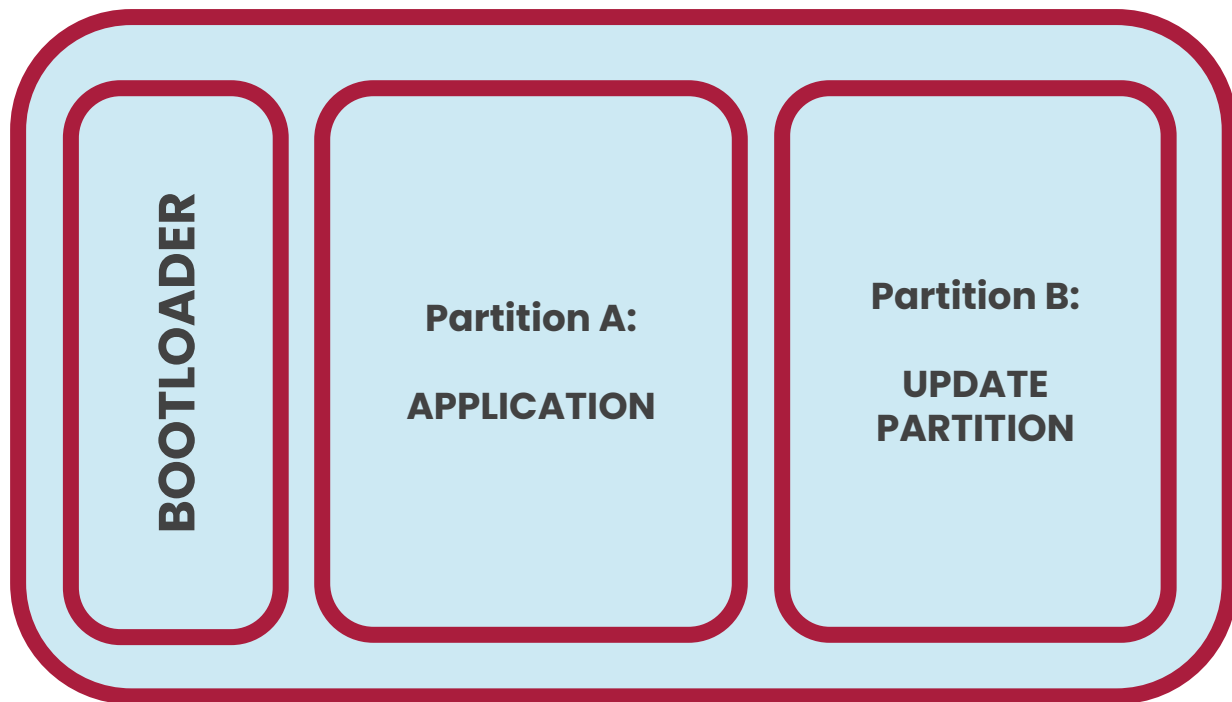 BOOTLOADER
Partition A:
APPLICATION
Partition B:
UPDATE
PARTITION